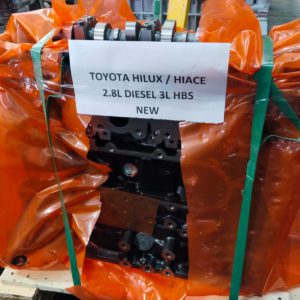 TOYOTA HILUX / HIACE
2.8L DIESEL 3L HBS
NEW